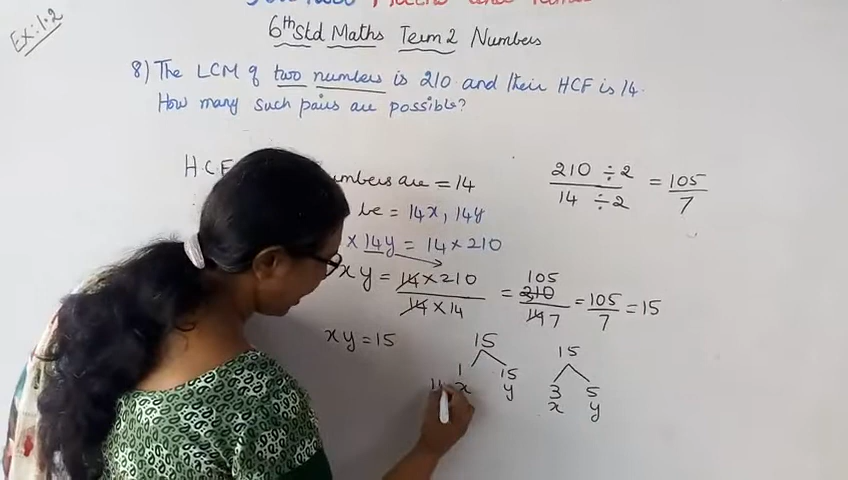 Ex: 1.2
6th Std Maths Term 2 Numbers
8) The LCM of two numbers is 210 and their HCF is 14.
How many such pairs are possible?
HCF umbers are = 14
be = 14x, 14y
x 14y = 14 x 210
xy = 14 x 210 / 14 x 14 = 105 210 / 14 7 = 105 / 7 = 15
xy = 15
210 ÷ 2 / 14 ÷ 2 = 105 / 7
15
1 15
x y
15
3 5
x y